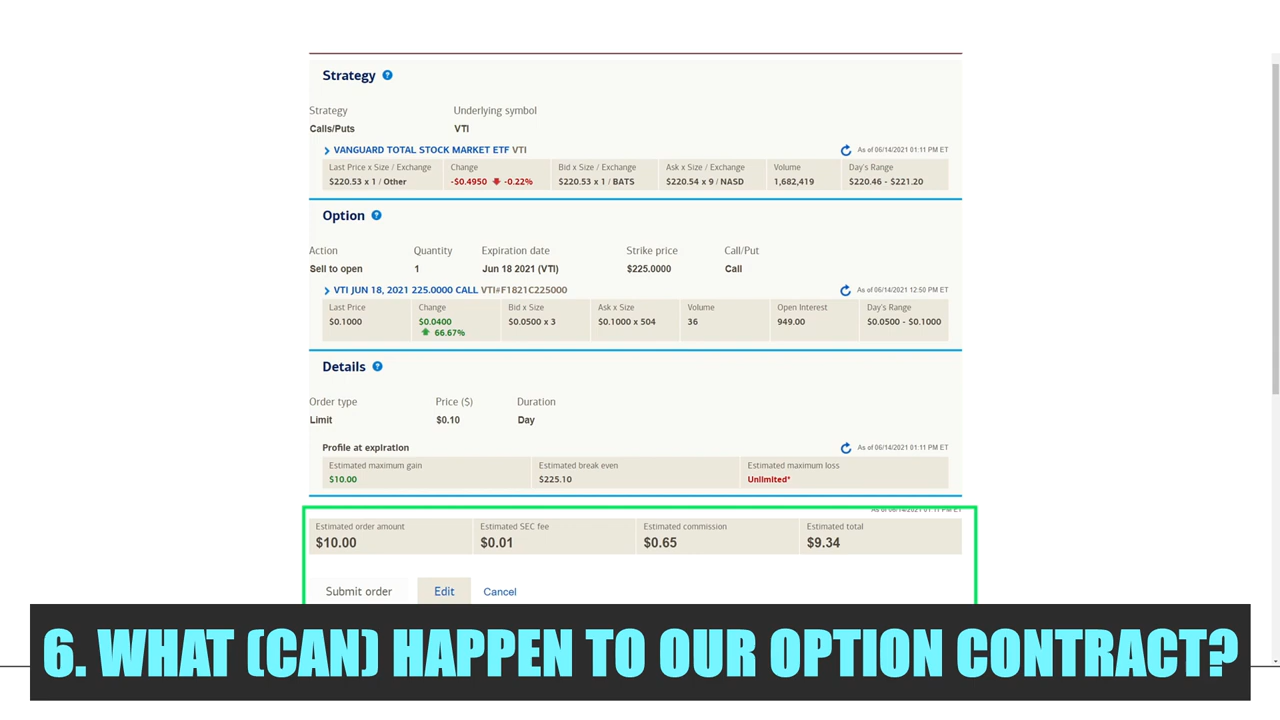 Strategy
Strategy Underlying symbol
Calls/Puts VTI
VANGUARD TOTAL STOCK MARKET ETF VTI As of 06/14/2021 01:11 PM ET
Last Price x Size / Exchange Change Bid x Size / Exchange Ask x Size / Exchange Volume Day's Range
$220.53 x 1 / Other -$0.4950 -0.22% $220.53 x 1 / BATS $220.54 x 9 / NASD 1,682,419 $220.46 - $221.20
Option
Action Quantity Expiration date Strike price Call/Put
Sell to open 1 Jun 18 2021 (VTI) $225.0000 Call
VTI JUN 18, 2021 225.0000 CALL VTI#F1821C225000 As of 06/14/2021 12:50 PM ET
Last Price Change Bid x Size Ask x Size Volume Open Interest Day's Range
$0.1000 $0.0400 $0.0500 x 3 $0.1000 x 504 36 949.00 $0.0500 - $0.1000
66.67%
Details
Order type Price ($) Duration
Limit $0.10 Day
Profile at expiration As of 06/14/2021 01:11 PM ET
Estimated maximum gain Estimated break even Estimated maximum loss
$10.00 $225.10 Unlimited*
As of 06/14/2021 01:11 PM ET
Estimated order amount Estimated SEC fee Estimated commission Estimated total
$10.00 $0.01 $0.65 $9.34
Submit order Edit Cancel
6. WHAT (CAN) HAPPEN TO OUR OPTION CONTRACT?